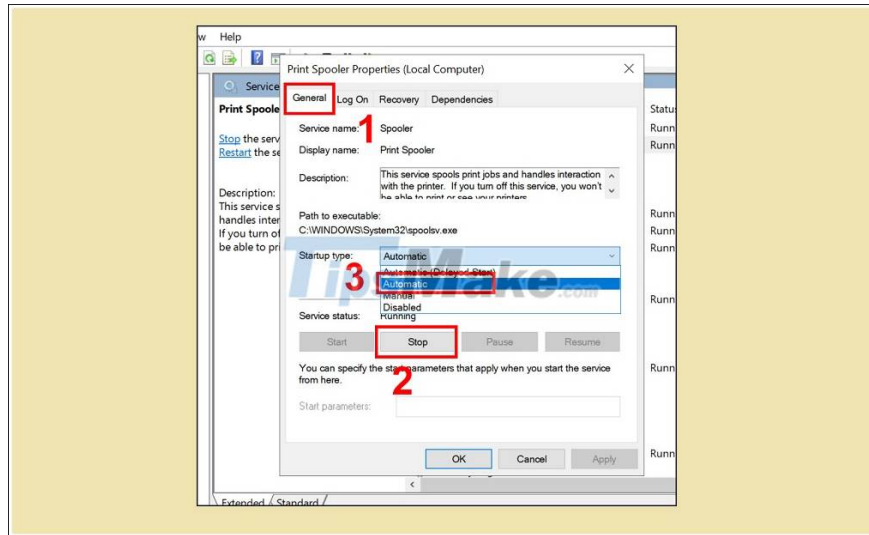 w Help
Service
Print Spoole
Stop the serv
Restart the se
Description:
This service s
handles inter
If you turn of
be able to pri
Print Spooler Properties (Local Computer)
General Log On Recovery Dependencies
1
Service name: Spooler
Display name: Print Spooler
Description: This service spools print jobs and handles interaction
with the printer. If you turn off this service, you won't
be able to print or see your printers
Path to executable:
C:\WINDOWS\System32\spoolsv.exe
TipsMake.com
Startup type: Automatic
Automatic (Delayed Start)
3
Automatic
Manual
Disabled
Service status: Running
Start Stop Pause Resume
2
You can specify the start parameters that apply when you start the service
from here.
Start parameters:
OK Cancel Apply
Statu
Runn
Runn
Runn
Runn
Runn
Runn
Runn
Runn
Extended Standard